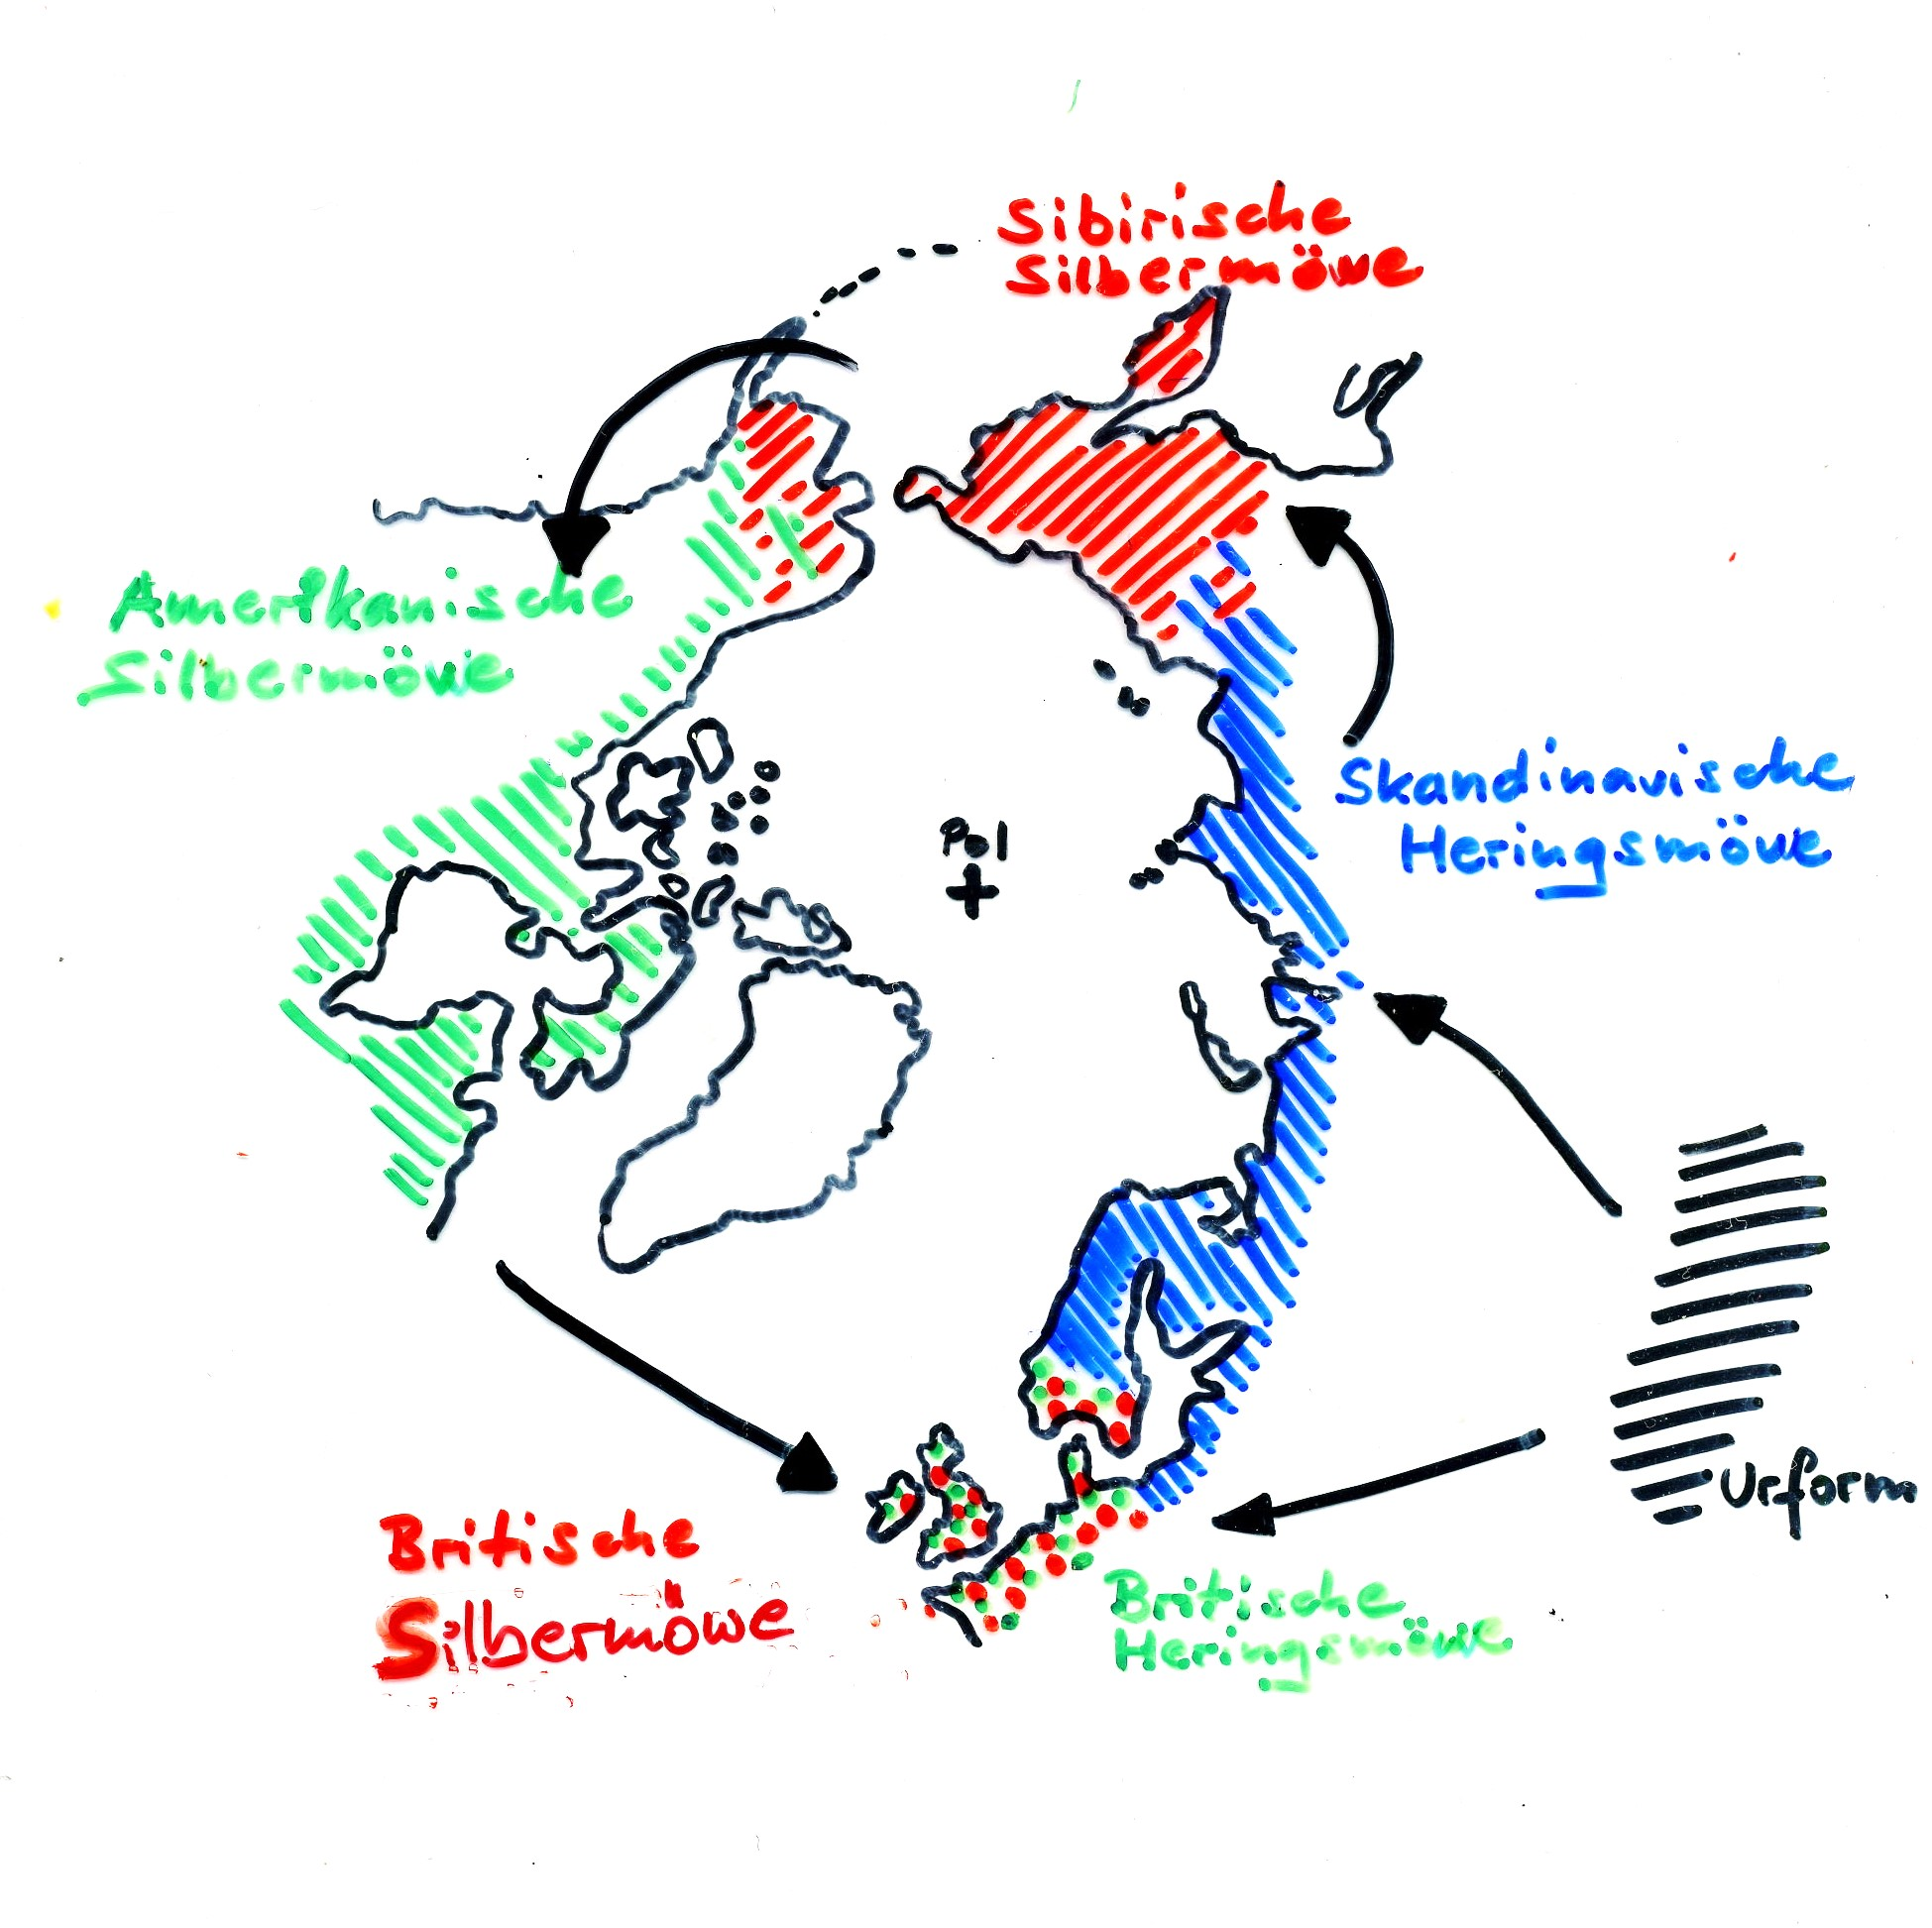 Sibirische
Silbermöwe
Amerikanische
Silbermöwe
Skandinavische
Heringsmöwe
Pol
Urform
Britische
Silbermöwe
Britische
Heringsmöwe